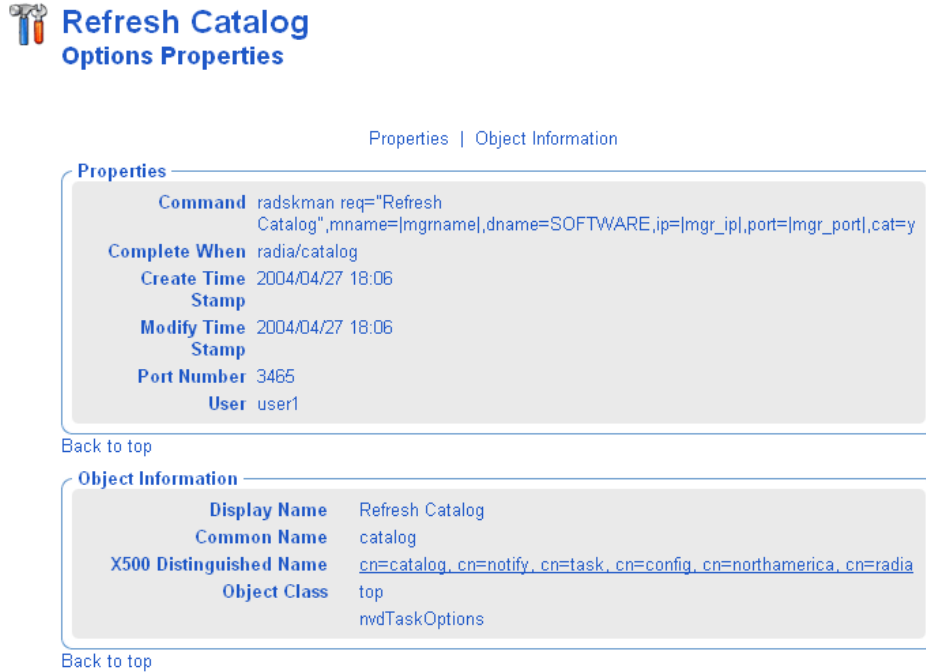 Refresh Catalog
Options Properties
Properties | Object Information
Properties
Command radskman req="Refresh
Catalog",mname=|mgrname|,dname=SOFTWARE,ip=|mgr_ip|,port=|mgr_port|,cat=y
Complete When radia/catalog
Create Time 2004/04/27 18:06
Stamp
Modify Time 2004/04/27 18:06
Stamp
Port Number 3465
User user1
Back to top
Object Information
Display Name Refresh Catalog
Common Name catalog
X500 Distinguished Name cn=catalog, cn=notify, cn=task, cn=config, cn=northamerica, cn=radia
Object Class top
nvdTaskOptions
Back to top